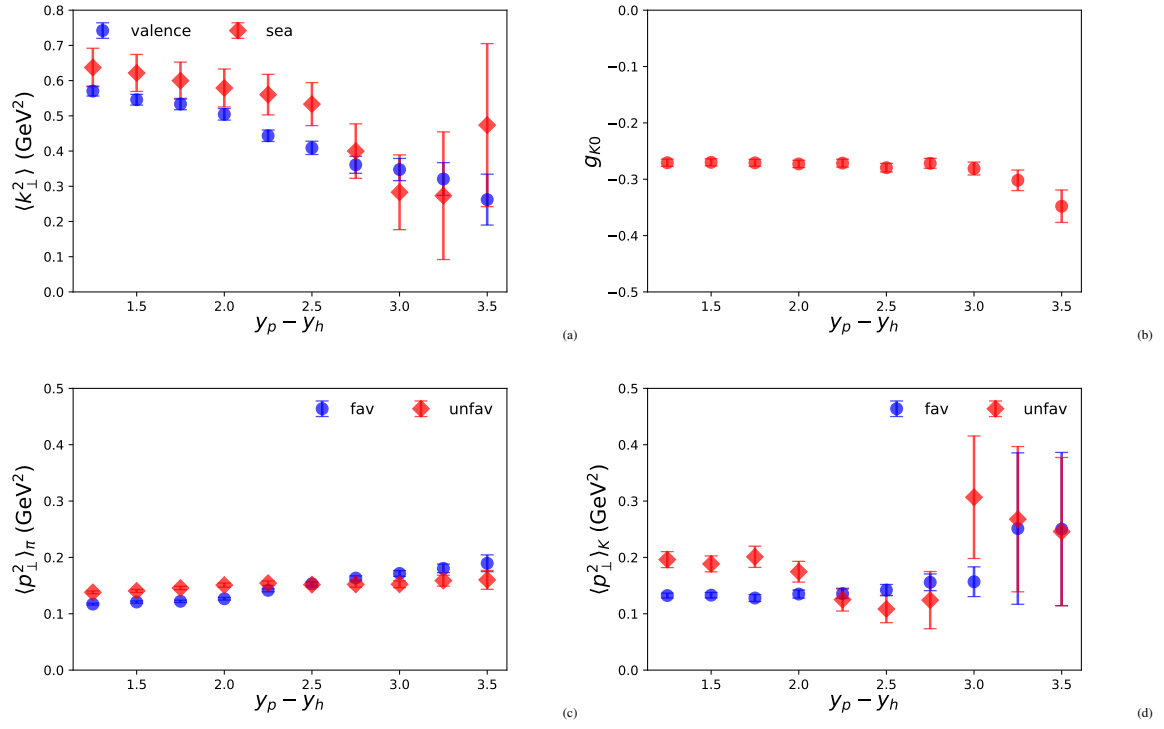 valence sea
0.8
0.7
0.6
0.5
0.4
0.3
0.2
0.1
0.0
⟨k²⊥⟩ (GeV²)
1.5 2.0 2.5 3.0 3.5
yₚ − yₕ
(a)
0.0
−0.1
−0.2
−0.3
−0.4
−0.5
g_K0
1.5 2.0 2.5 3.0 3.5
yₚ − yₕ
(b)
fav unfav
0.5
0.4
0.3
0.2
0.1
0.0
⟨p²⊥⟩π (GeV²)
1.5 2.0 2.5 3.0 3.5
yₚ − yₕ
(c)
fav unfav
0.5
0.4
0.3
0.2
0.1
0.0
⟨p²⊥⟩K (GeV²)
1.5 2.0 2.5 3.0 3.5
yₚ − yₕ
(d)